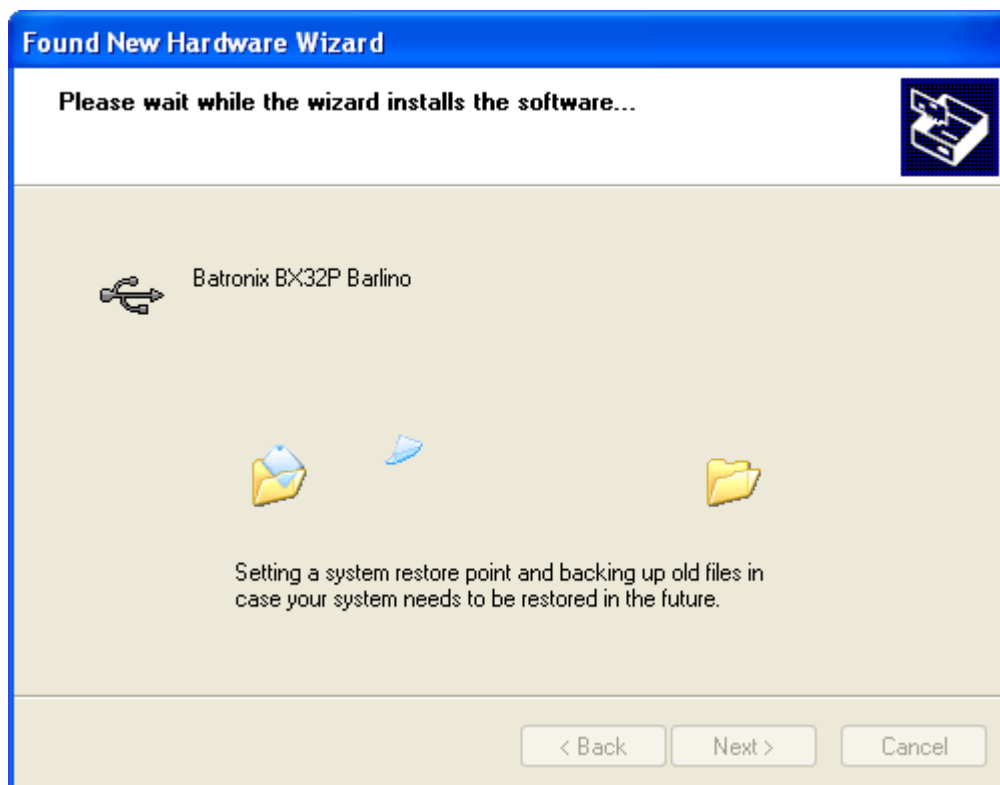 Found New Hardware Wizard
Please wait while the wizard installs the software...
Batronix BX32P Barlino
Setting a system restore point and backing up old files in
case your system needs to be restored in the future.
< Back Next > Cancel